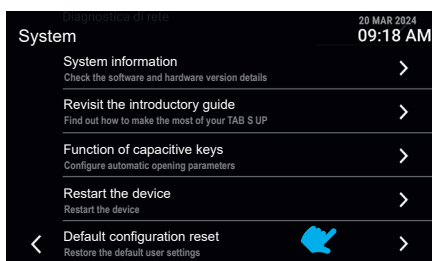 Diagnostica di rete
20 MAR 2024
System
09:18 AM
System information
Check the software and hardware version details
Revisit the introductory guide
Find out how to make the most of your TAB S UP
Function of capacitive keys
Configure automatic opening parameters
Restart the device
Restart the device
Default configuration reset
Restore the default user settings